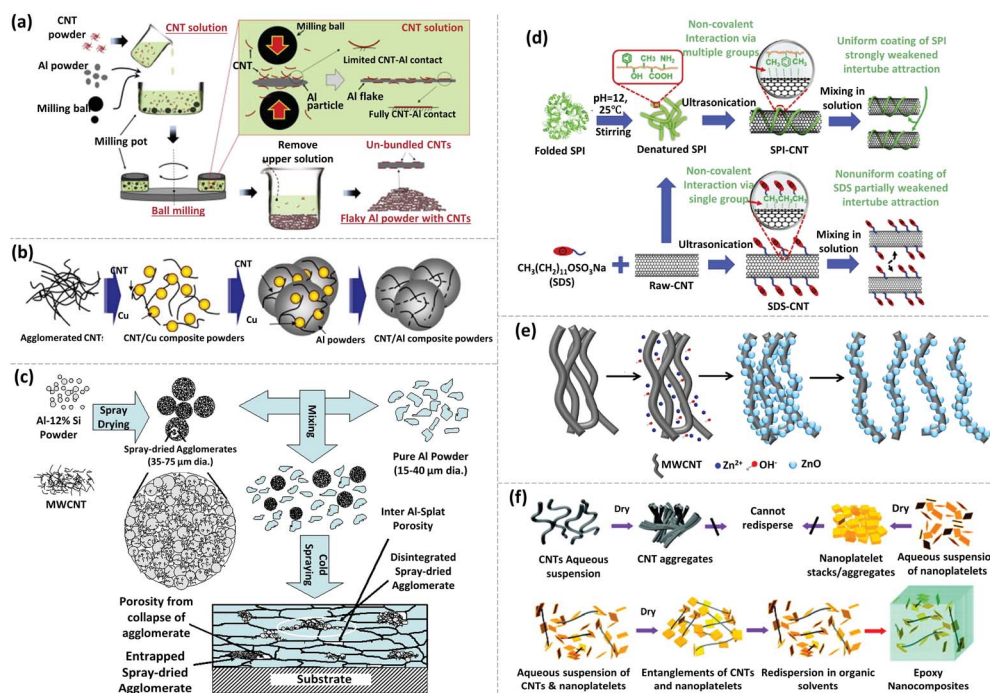 (a)
CNT
powder
CNT solution
Al powder
Milling ball
Milling pot
Ball milling
Milling ball
CNT
Limited CNT-Al contact
Al
particle
Al flake
Fully CNT-Al contact
Remove
upper solution
Un-bundled CNTs
Flaky Al powder with CNTs
(b)
CNT
Cu
CNT
Cu
Al powders
Agglomerated CNTs
CNT/Cu composite powders
CNT/Al composite powders
(c)
Al-12% Si
Powder
Spray
Drying
Spray-dried Agglomerates
(35-75 μm dia.)
MWCNT
Mixing
Pure Al Powder
(15-40 μm dia.)
Cold
Spraying
Inter Al-Splat
Porosity
Disintegrated
Spray-dried
Agglomerate
Porosity from
collapse of
agglomerate
Entrapped
Spray-dried
Agglomerate
Substrate
(d)
Non-covalent
Interaction via
multiple groups
Uniform coating of SPI
strongly weakened
intertube attraction
CH₃ NH₂
OH COOH
CH₃ CH₂
pH=12,
25℃
Stirring
Ultrasonication
Mixing in
solution
Folded SPI
Denatured SPI
SPI-CNT
Non-covalent
Interaction via
single group
Nonuniform coating of
SDS partially weakened
intertube attraction
CH₂CH₂CH₂
Ultrasonication
Mixing in
solution
CH₃(CH₂)₁₁OSO₃Na
(SDS)
Raw-CNT
SDS-CNT
(e)
MWCNT
Zn²⁺
OH⁻
ZnO
(f)
Dry
Cannot
redisperse
Dry
CNTs Aqueous
suspension
CNT aggregates
Nanoplatelet
stacks/aggregates
Aqueous suspension
of nanoplatelets
Dry
Aqueous suspension of
CNTs & nanoplatelets
Entanglements of CNTs
and nanoplatelets
Redispersion in organic
solvents
Epoxy
Nanocomposites